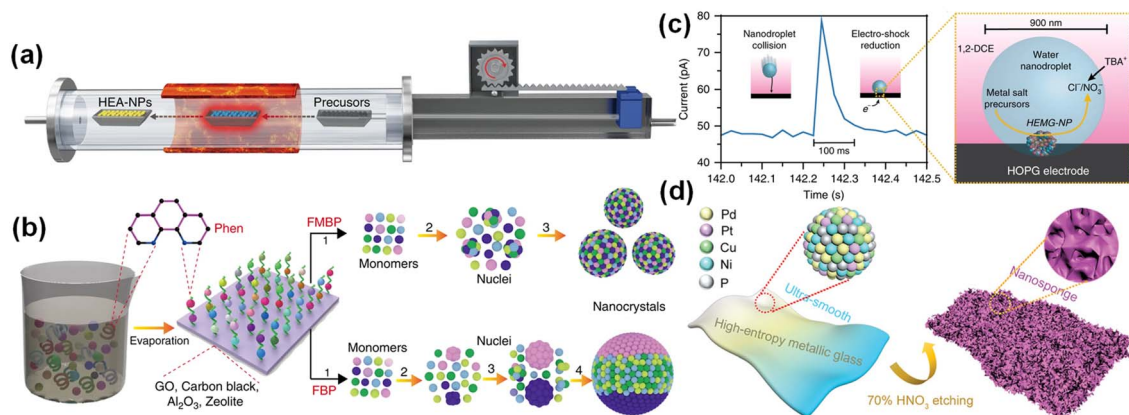 (a)
HEA-NPs
Precusors
(b)
Phen
Evaporation
GO, Carbon black,
Al₂O₃, Zeolite
FMBP
1
Monomers
2
Nuclei
3
Nanocrystals
FBP
1
Monomers
2
Nuclei
3
4
(c)
Current (pA)
80
70
60
50
40
Nanodroplet
collision
Electro-shock
reduction
e⁻
100 ms
142.0 142.1 142.2 142.3 142.4 142.5
Time (s)
900 nm
1,2-DCE
Water
nanodroplet
TBA⁺
Cl⁻/NO₃⁻
Metal salt
precursors
HEMG-NP
HOPG electrode
(d)
Pd
Pt
Cu
Ni
P
Ultra-smooth
High-entropy metallic glass
70% HNO₃ etching
Nanosponge